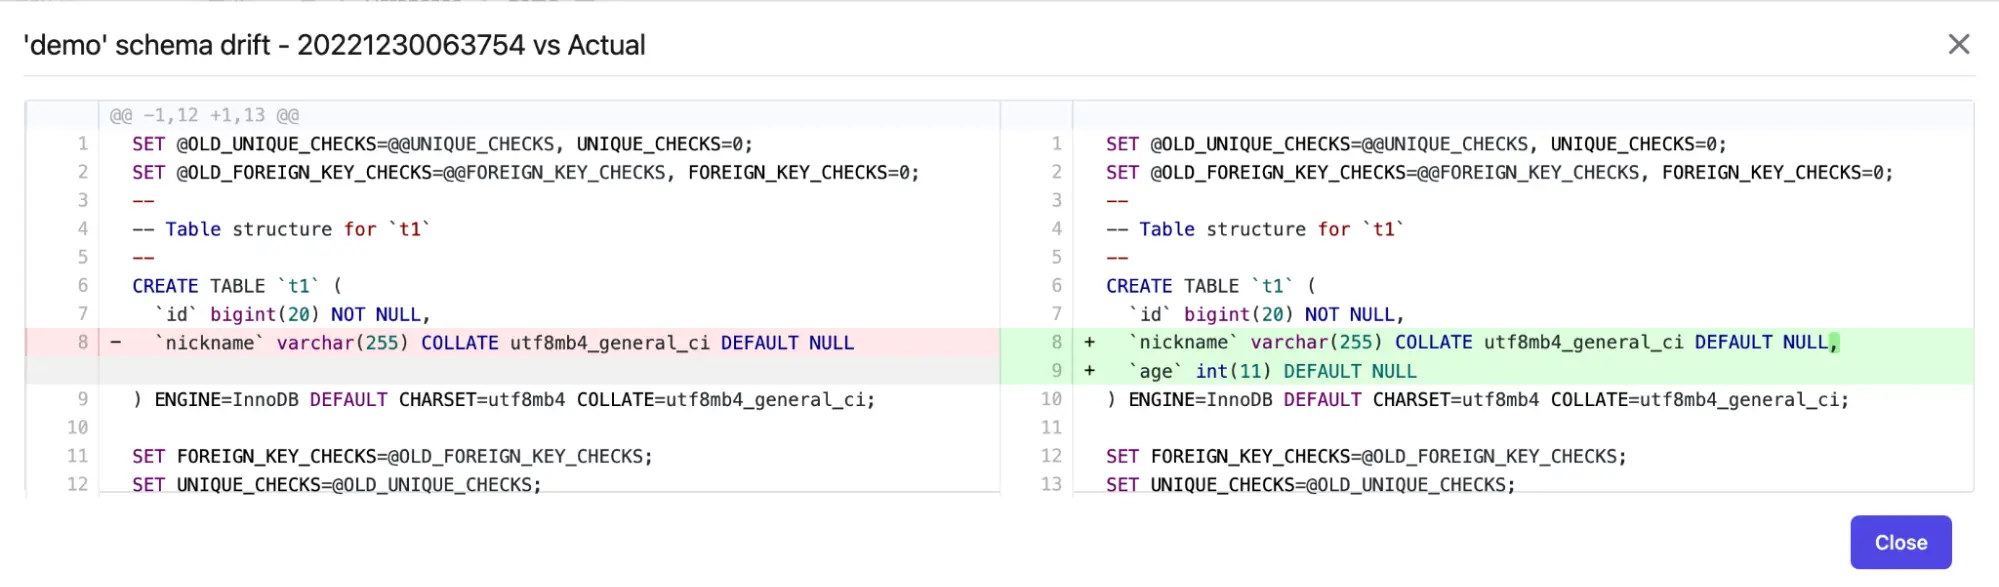 'demo' schema drift - 20221230063754 vs Actual
@@ -1,12 +1,13 @@
1 SET @OLD_UNIQUE_CHECKS=@@UNIQUE_CHECKS, UNIQUE_CHECKS=0;
2 SET @OLD_FOREIGN_KEY_CHECKS=@@FOREIGN_KEY_CHECKS, FOREIGN_KEY_CHECKS=0;
3 --
4 -- Table structure for `t1`
5 --
6 CREATE TABLE `t1` (
7 `id` bigint(20) NOT NULL,
8 - `nickname` varchar(255) COLLATE utf8mb4_general_ci DEFAULT NULL
9 ) ENGINE=InnoDB DEFAULT CHARSET=utf8mb4 COLLATE=utf8mb4_general_ci;
10
11 SET FOREIGN_KEY_CHECKS=@OLD_FOREIGN_KEY_CHECKS;
12 SET UNIQUE_CHECKS=@OLD_UNIQUE_CHECKS;
1 SET @OLD_UNIQUE_CHECKS=@@UNIQUE_CHECKS, UNIQUE_CHECKS=0;
2 SET @OLD_FOREIGN_KEY_CHECKS=@@FOREIGN_KEY_CHECKS, FOREIGN_KEY_CHECKS=0;
3 --
4 -- Table structure for `t1`
5 --
6 CREATE TABLE `t1` (
7 `id` bigint(20) NOT NULL,
8 + `nickname` varchar(255) COLLATE utf8mb4_general_ci DEFAULT NULL,
9 + `age` int(11) DEFAULT NULL
10 ) ENGINE=InnoDB DEFAULT CHARSET=utf8mb4 COLLATE=utf8mb4_general_ci;
11
12 SET FOREIGN_KEY_CHECKS=@OLD_FOREIGN_KEY_CHECKS;
13 SET UNIQUE_CHECKS=@OLD_UNIQUE_CHECKS;
Close